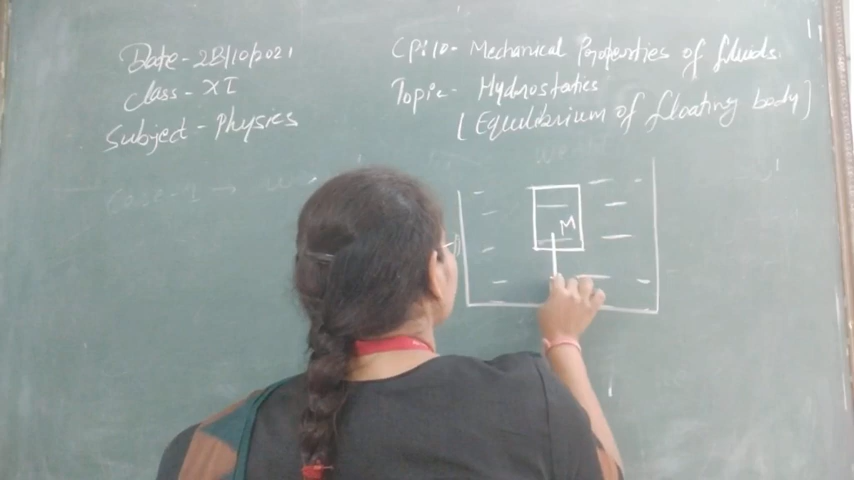 Date - 28/10/2021
Class - XI
Subject - Physics
Cp:10 - Mechanical Properties of fluids.
Topic - Hydrostatics
[Equilibrium of floating body]
M